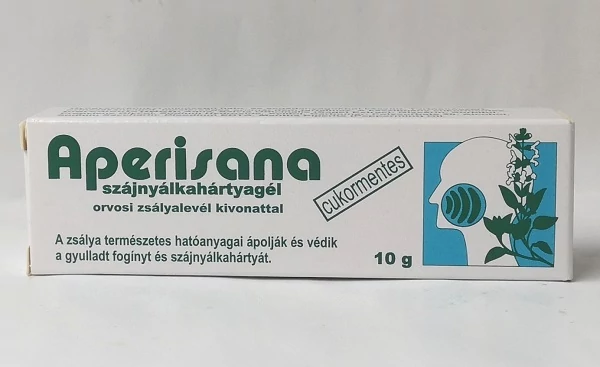 Aperisana
szájnyálkahártyagél
orvosi zsályalevél kivonattal
cukormentes
A zsálya természetes hatóanyagai ápolják és védik
a gyulladt fogínyt és szájnyálkahártyát.
10 g